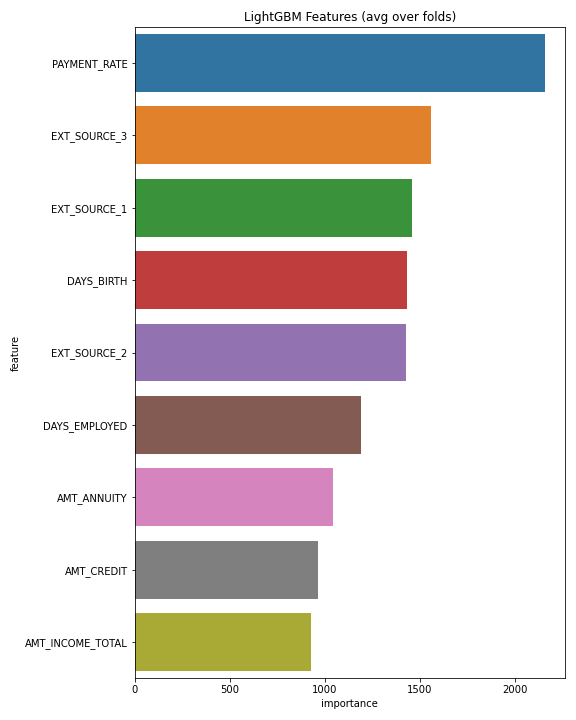 LightGBM Features (avg over folds)
feature
PAYMENT_RATE
EXT_SOURCE_3
EXT_SOURCE_1
DAYS_BIRTH
EXT_SOURCE_2
DAYS_EMPLOYED
AMT_ANNUITY
AMT_CREDIT
AMT_INCOME_TOTAL
0 500 1000 1500 2000
importance